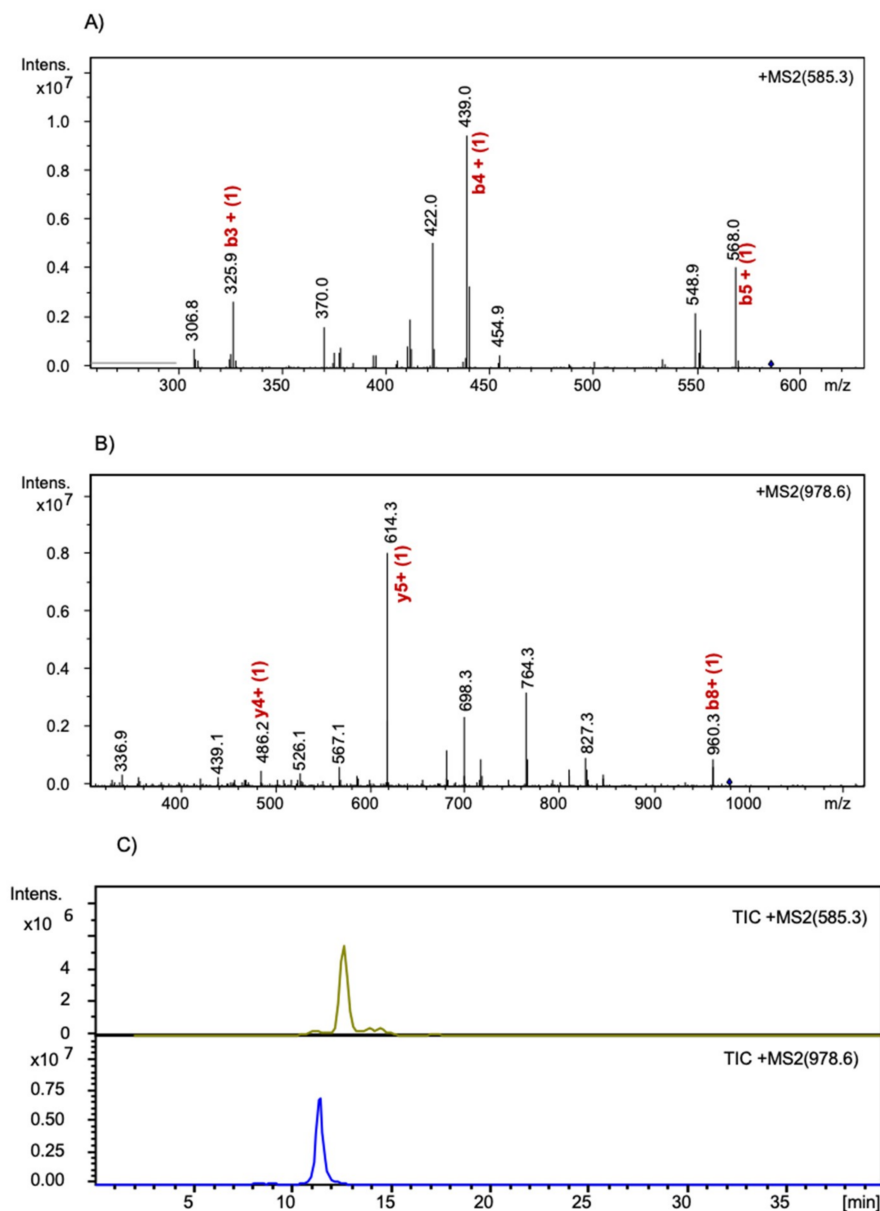 A)
Intens.
x10⁷
+MS2(585.3)
1.0
0.8
0.6
0.4
0.2
0.0
306.8
325.9 b3 + (1)
370.0
422.0
439.0
b4 + (1)
454.9
548.9
568.0
b5 + (1)
300 350 400 450 500 550 600 m/z
B)
Intens.
x10⁷
+MS2(978.6)
1.0
0.8
0.6
0.4
0.2
0.0
336.9
439.1
486.2 y4+ (1)
526.1
567.1
614.3
y5+ (1)
698.3
764.3
827.3
960.3 b8+ (1)
400 500 600 700 800 900 1000 m/z
C)
Intens.
x10 6
TIC +MS2(585.3)
4
2
0
x10 7
TIC +MS2(978.6)
0.75
0.50
0.25
0.00
5 10 15 20 25 30 35 [min]